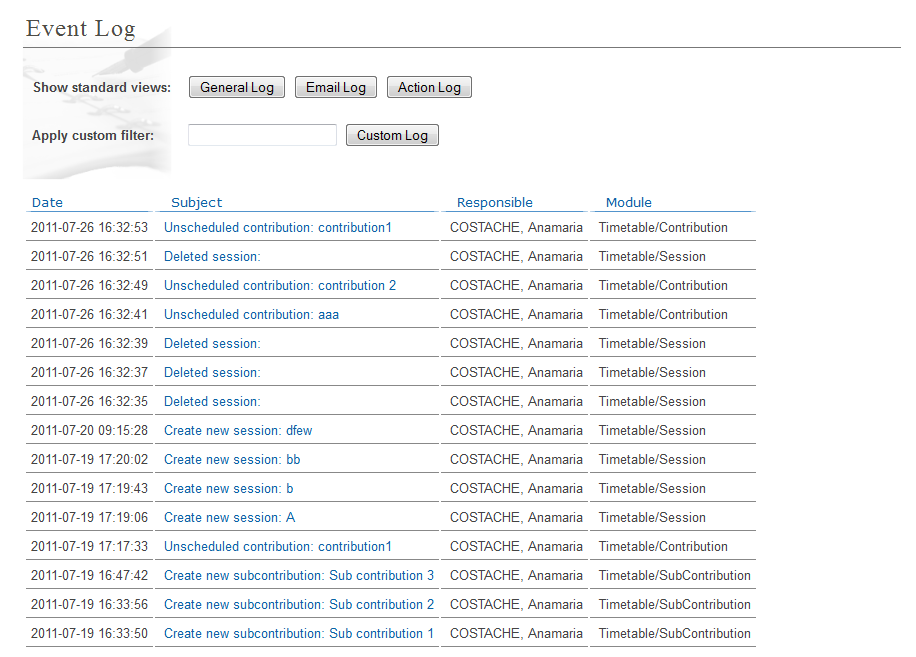 Event Log
Show standard views: General Log Email Log Action Log
Apply custom filter: Custom Log
Date Subject Responsible Module
2011-07-26 16:32:53 Unscheduled contribution: contribution1 COSTACHE, Anamaria Timetable/Contribution
2011-07-26 16:32:51 Deleted session: COSTACHE, Anamaria Timetable/Session
2011-07-26 16:32:49 Unscheduled contribution: contribution 2 COSTACHE, Anamaria Timetable/Contribution
2011-07-26 16:32:41 Unscheduled contribution: aaa COSTACHE, Anamaria Timetable/Contribution
2011-07-26 16:32:39 Deleted session: COSTACHE, Anamaria Timetable/Session
2011-07-26 16:32:37 Deleted session: COSTACHE, Anamaria Timetable/Session
2011-07-26 16:32:35 Deleted session: COSTACHE, Anamaria Timetable/Session
2011-07-20 09:15:28 Create new session: dfew COSTACHE, Anamaria Timetable/Session
2011-07-19 17:20:02 Create new session: bb COSTACHE, Anamaria Timetable/Session
2011-07-19 17:19:43 Create new session: b COSTACHE, Anamaria Timetable/Session
2011-07-19 17:19:06 Create new session: A COSTACHE, Anamaria Timetable/Session
2011-07-19 17:17:33 Unscheduled contribution: contribution1 COSTACHE, Anamaria Timetable/Contribution
2011-07-19 16:47:42 Create new subcontribution: Sub contribution 3 COSTACHE, Anamaria Timetable/SubContribution
2011-07-19 16:33:56 Create new subcontribution: Sub contribution 2 COSTACHE, Anamaria Timetable/SubContribution
2011-07-19 16:33:50 Create new subcontribution: Sub contribution 1 COSTACHE, Anamaria Timetable/SubContribution